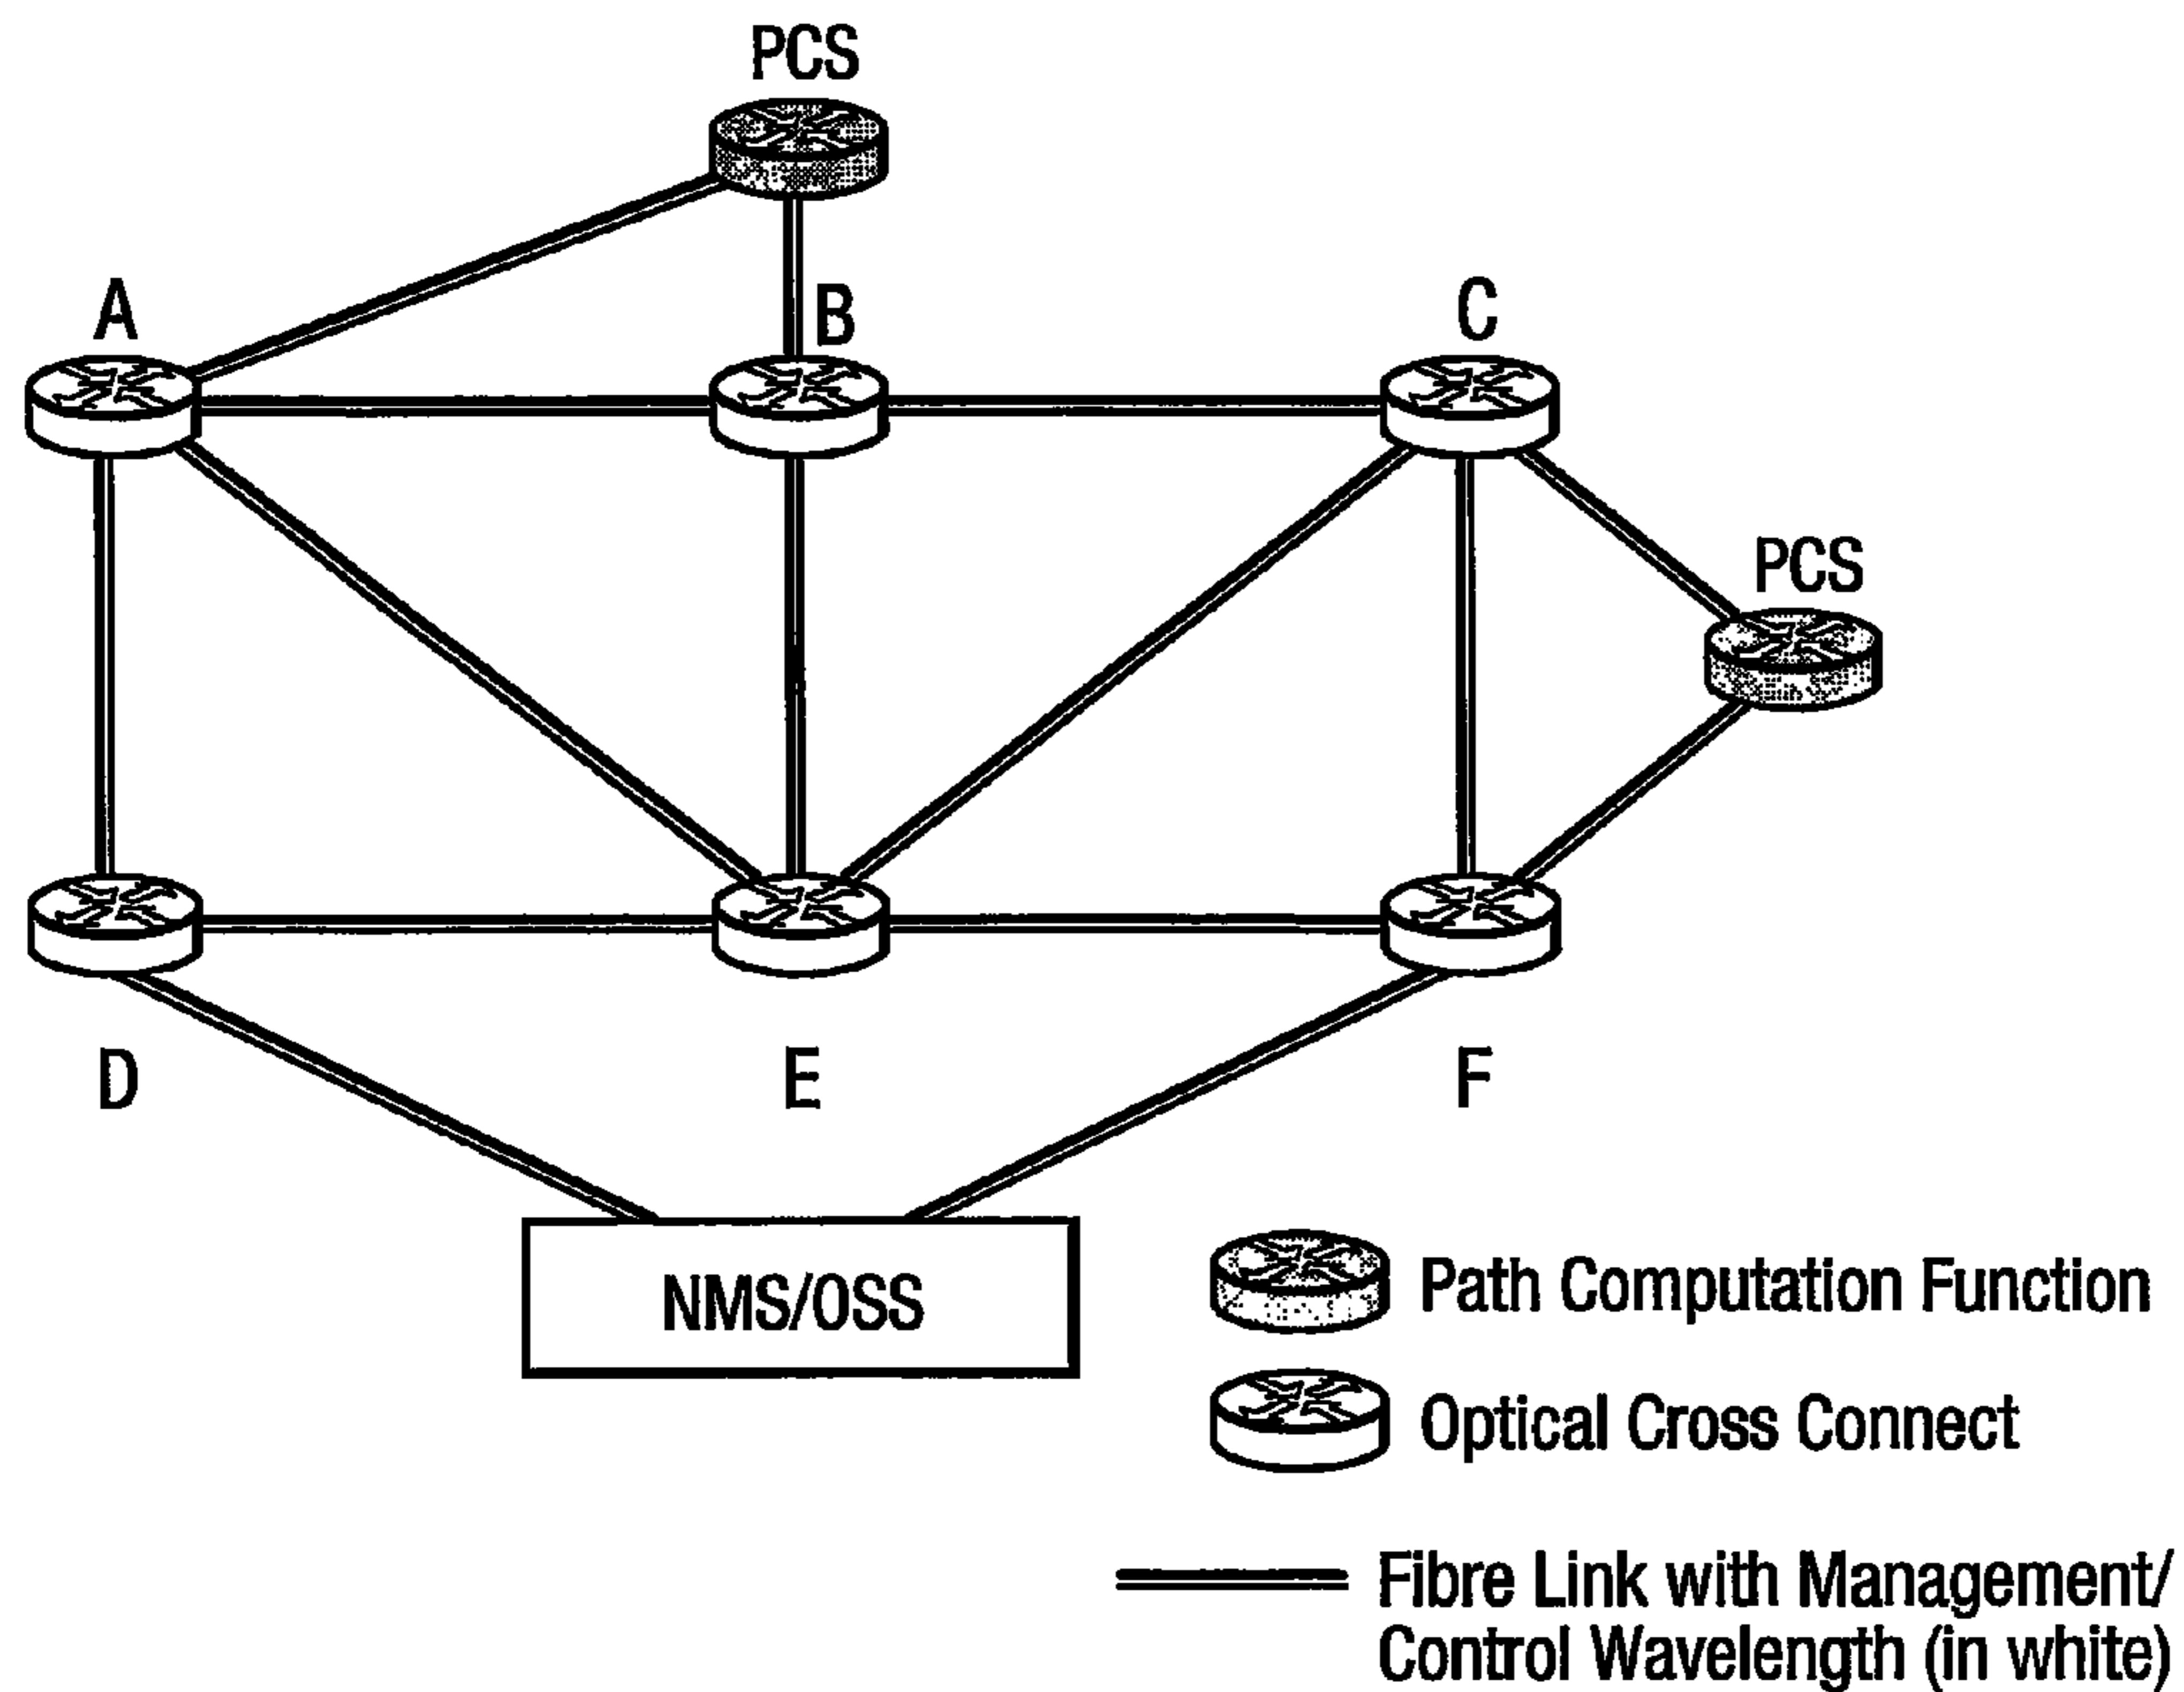 PCS
A
B
C
PCS
D
E
F
NMS/OSS
Path Computation Function
Optical Cross Connect
Fibre Link with Management/
Control Wavelength (in white)